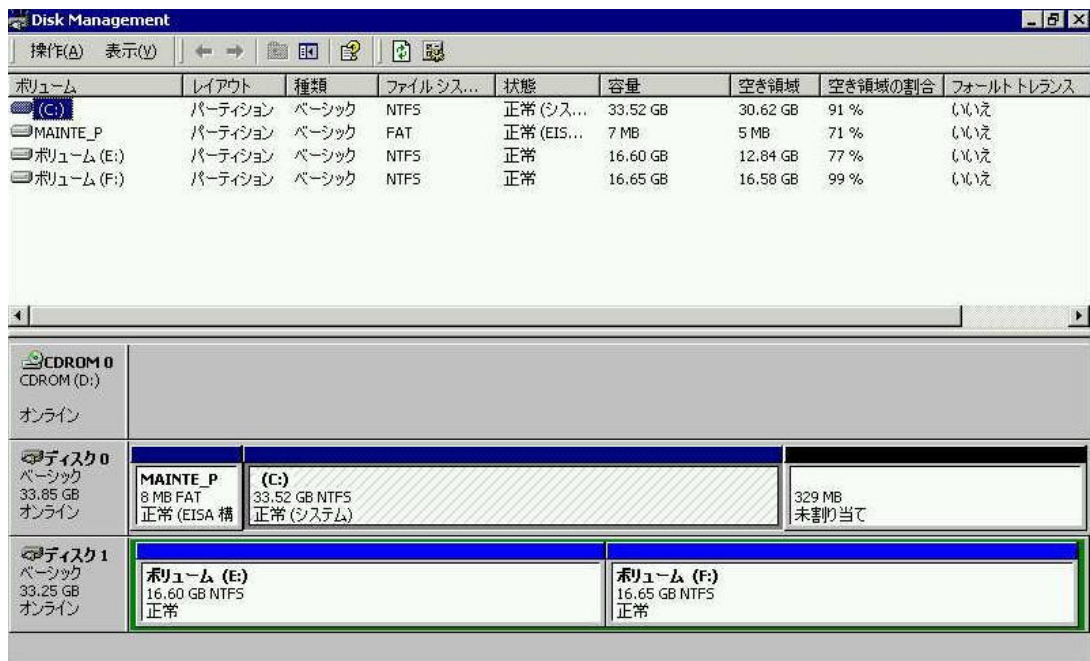 Disk Management
操作(A) 表示(V)
ボリューム レイアウト 種類 ファイル シス... 状態 容量 空き領域 空き領域の割合 フォールト トレランス
(C:) パーティション ベーシック NTFS 正常 (シス... 33.52 GB 30.62 GB 91 % いいえ
MAINTE_P パーティション ベーシック FAT 正常 (EIS... 7 MB 5 MB 71 % いいえ
ボリューム (E:) パーティション ベーシック NTFS 正常 16.60 GB 12.84 GB 77 % いいえ
ボリューム (F:) パーティション ベーシック NTFS 正常 16.65 GB 16.58 GB 99 % いいえ
CDROM 0
CDROM (D:)
オンライン
ディスク 0
ベーシック
33.85 GB
オンライン
MAINTE_P
8 MB FAT
正常 (EISA 構
(C:)
33.52 GB NTFS
正常 (システム)
329 MB
未割り当て
ディスク 1
ベーシック
33.25 GB
オンライン
ボリューム (E:)
16.60 GB NTFS
正常
ボリューム (F:)
16.65 GB NTFS
正常